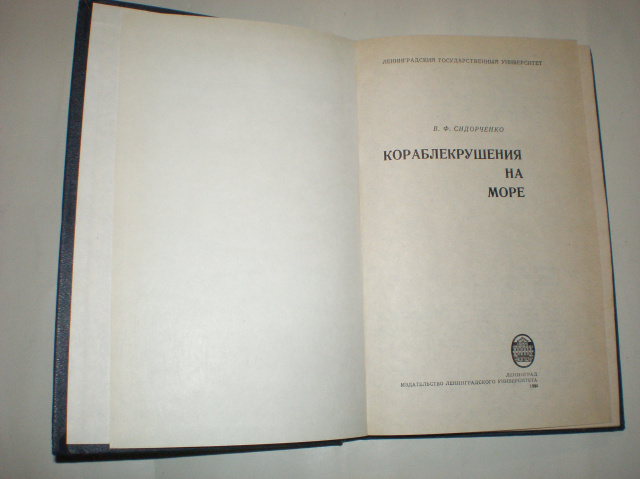 ЛЕНИНГРАДСКИЙ ГОСУДАРСТВЕННЫЙ УНИВЕРСИТЕТ
В. Ф. СИДОРЧЕНКО
КОРАБЛЕКРУШЕНИЯ
НА
МОРЕ
ЛЕНИНГРАД
ИЗДАТЕЛЬСТВО ЛЕНИНГРАДСКОГО УНИВЕРСИТЕТА